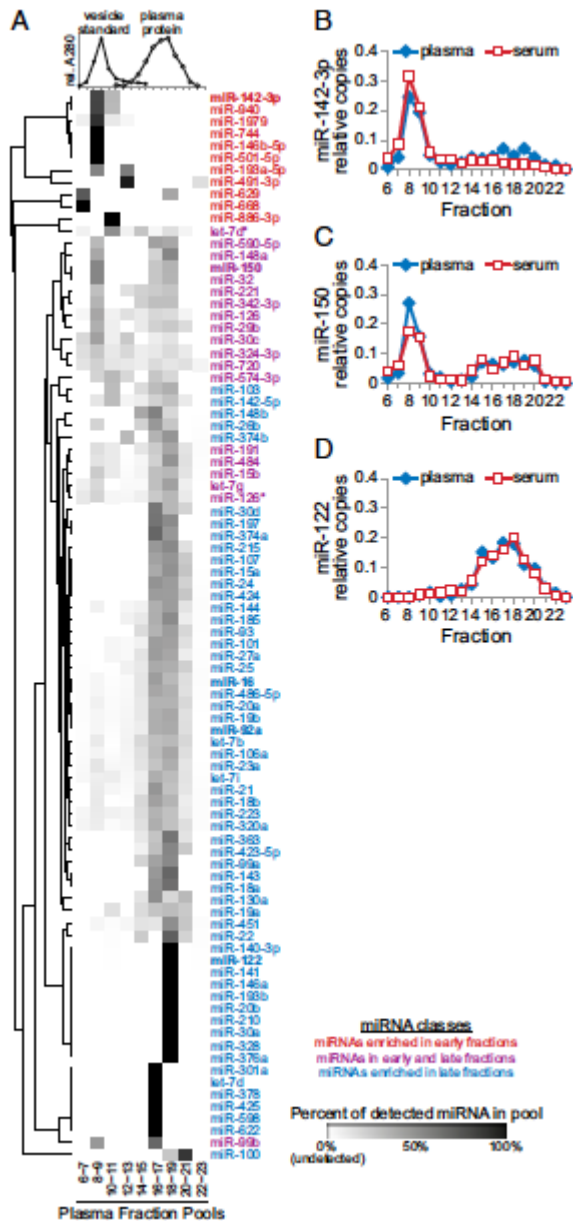 A
vesicle standard
plasma protein
rel. A280
miR-142-3p
miR-940
miR-1979
miR-744
miR-146b-5p
miR-501-5p
miR-193a-5p
miR-491-3p
miR-629
miR-668
miR-886-3p
let-7d*
miR-590-5p
miR-148a
miR-150
miR-32
miR-221
miR-342-3p
miR-126
miR-29b
miR-30c
miR-324-3p
miR-720
miR-574-3p
miR-103
miR-142-5p
miR-148b
miR-26b
miR-374b
miR-191
miR-484
miR-15b
let-7g
miR-126*
miR-30d
miR-197
miR-374a
miR-215
miR-107
miR-15a
miR-24
miR-424
miR-144
miR-185
miR-93
miR-101
miR-27a
miR-25
miR-16
miR-486-5p
miR-20a
miR-19b
miR-92a
let-7b
miR-106a
miR-23a
let-7i
miR-21
miR-18b
miR-223
miR-320a
miR-363
miR-423-5p
miR-99a
miR-143
miR-18a
miR-130a
miR-19a
miR-451
miR-22
miR-140-3p
miR-122
miR-141
miR-146a
miR-193b
miR-20b
miR-210
miR-30a
miR-328
miR-376a
miR-301a
let-7d
miR-378
miR-425
miR-598
miR-622
miR-99b
miR-100
6-7 8-9 10-11 12-13 14-15 16-17 18-19 20-21 22-23
Plasma Fraction Pools
B
plasma serum
miR-142-3p
relative copies
0.4
0.3
0.2
0.1
0
6 8 10 12 14 16 18 20 22
Fraction
C
plasma serum
miR-150
relative copies
0.4
0.3
0.2
0.1
0
6 8 10 12 14 16 18 20 22
Fraction
D
plasma serum
miR-122
relative copies
0.4
0.3
0.2
0.1
0
6 8 10 12 14 16 18 20 22
Fraction
miRNA classes
miRNAs enriched in early fractions
miRNAs in early and late fractions
miRNAs enriched in late fractions
Percent of detected miRNA in pool
0% 50% 100%
(undetected)